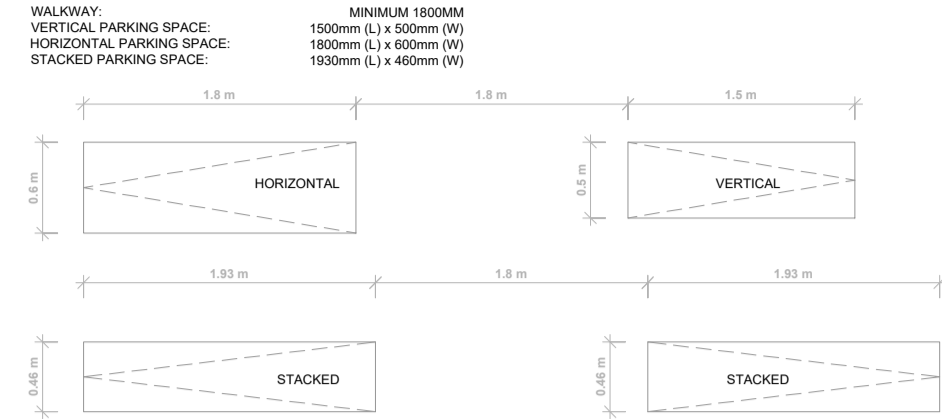 WALKWAY: MINIMUM 1800MM
VERTICAL PARKING SPACE: 1500mm (L) x 500mm (W)
HORIZONTAL PARKING SPACE: 1800mm (L) x 600mm (W)
STACKED PARKING SPACE: 1930mm (L) x 460mm (W)
1.8 m 1.8 m 1.5 m
0.6 m HORIZONTAL 0.5 m VERTICAL
1.93 m 1.8 m 1.93 m
0.46 m STACKED 0.46 m STACKED